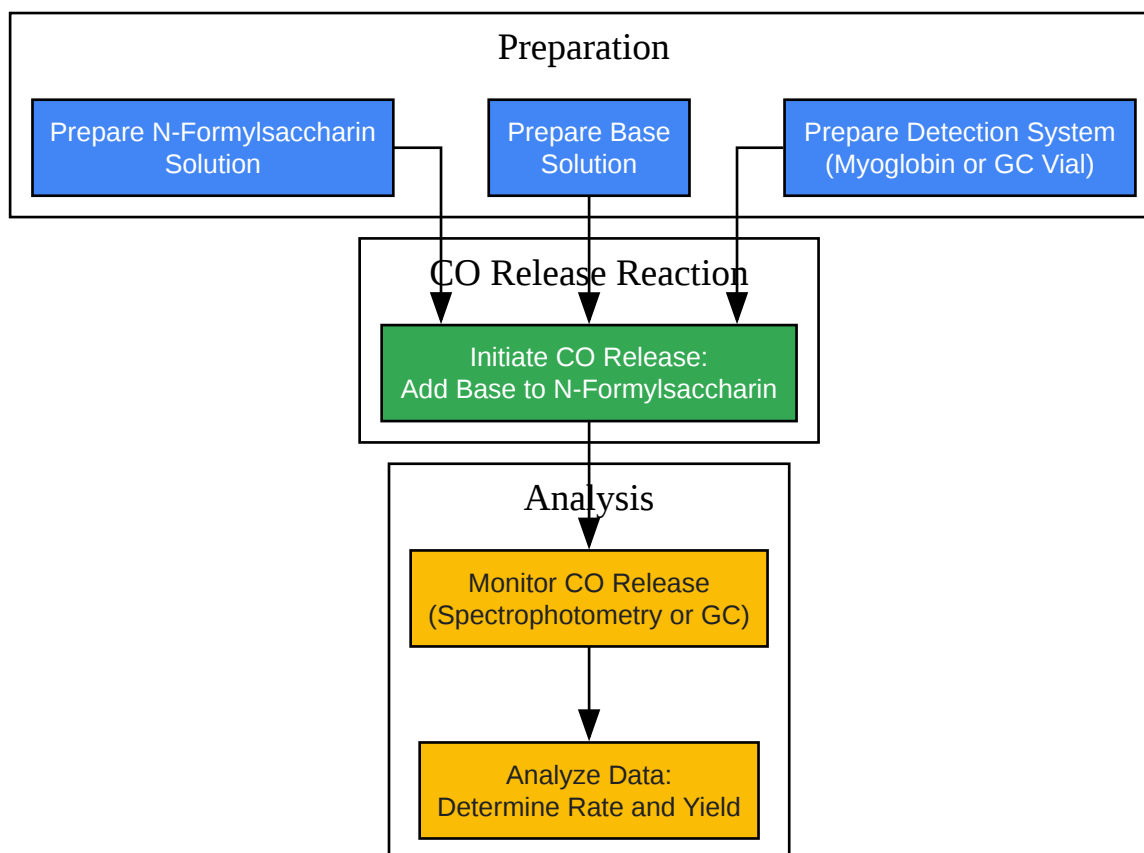 Preparation
Prepare N-Formylsaccharin
Solution
Prepare Base
Solution
Prepare Detection System
(Myoglobin or GC Vial)
CO Release Reaction
Initiate CO Release:
Add Base to N-Formylsaccharin
Analysis
Monitor CO Release
(Spectrophotometry or GC)
Analyze Data:
Determine Rate and Yield